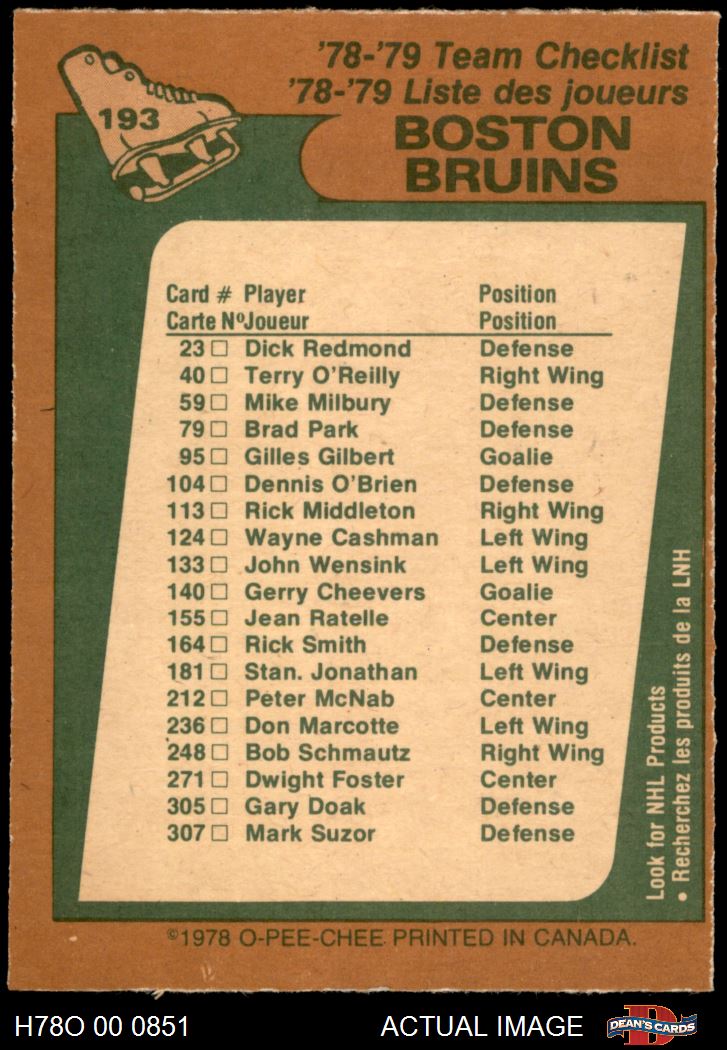 193
'78-'79 Team Checklist
'78-'79 Liste des joueurs
BOSTON
BRUINS
Card # Player Position
Carte Nº Joueur Position
23 □ Dick Redmond Defense
40 □ Terry O'Reilly Right Wing
59 □ Mike Milbury Defense
79 □ Brad Park Defense
95 □ Gilles Gilbert Goalie
104 □ Dennis O'Brien Defense
113 □ Rick Middleton Right Wing
124 □ Wayne Cashman Left Wing
133 □ John Wensink Left Wing
140 □ Gerry Cheevers Goalie
155 □ Jean Ratelle Center
164 □ Rick Smith Defense
181 □ Stan. Jonathan Left Wing
212 □ Peter McNab Center
236 □ Don Marcotte Left Wing
248 □ Bob Schmautz Right Wing
271 □ Dwight Foster Center
305 □ Gary Doak Defense
307 □ Mark Suzor Defense
Look for NHL Products
• Recherchez les produits de la LNH
©1978 O-PEE-CHEE. PRINTED IN CANADA.
H78O 00 0851 ACTUAL IMAGE D DEAN'S CARDS